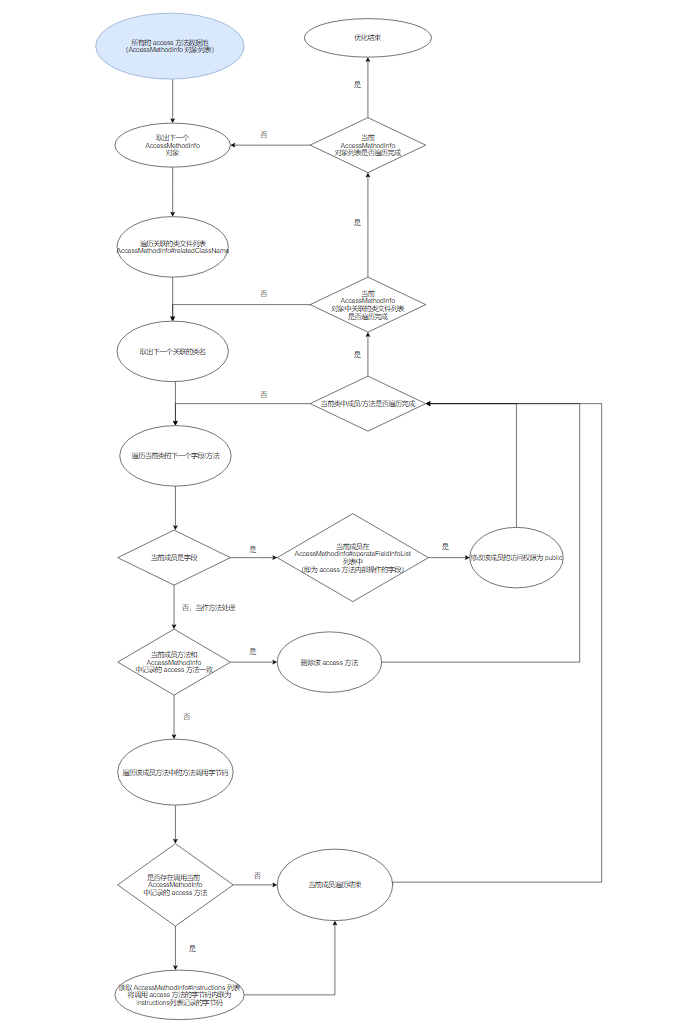 所有的 access 方法数据池
(AccessMethodInfo 对象列表)
优化结束
是
当前
AccessMethodInfo
对象列表是否遍历完成
否
取出下一个
AccessMethodInfo
对象
是
遍历关联的类文件列表
AccessMethodInfo#relatedClassName
当前
AccessMethodInfo
对象中关联的类文件列表
是否遍历完成
否
取出下一个关联的类名
是
当前类中成员/方法是否遍历完成
否
遍历当前类的下一个字段/方法
当前成员是字段
是
当前成员在
AccessMethodInfo#operateFieldInfoList
列表中
(即为 access 方法内部操作的字段)
是
修改该成员的访问权限为 public
否，当作方法处理
当前成员方法和
AccessMethodInfo
中记录的 access 方法一致
是
删除该 access 方法
否
遍历该成员方法中的方法调用字节码
是否存在调用当前
AccessMethodInfo
中记录的 access 方法
否
当前成员遍历结束
是
读取 AccessMethodInfo#instructions 列表
将调用 access 方法的字节码内联为
instructions列表记录的字节码